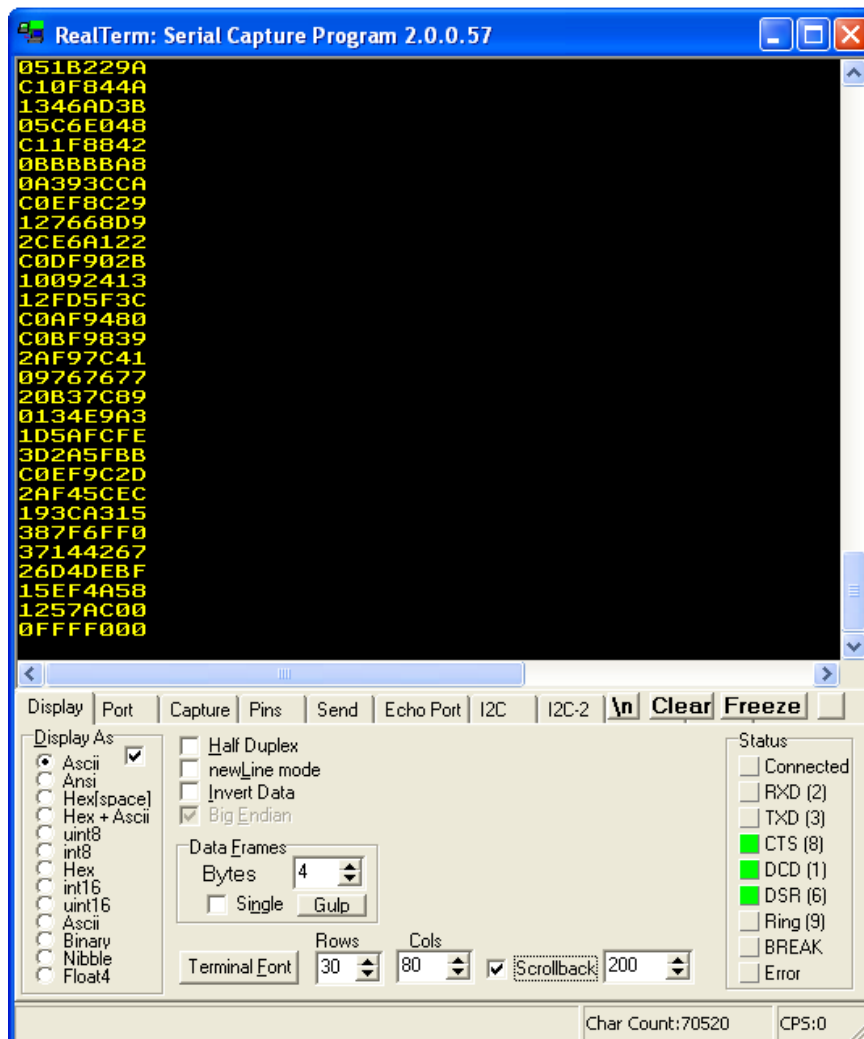 RealTerm: Serial Capture Program 2.0.0.57
051B229A
C10F844A
1346AD3B
05C6E048
C11F8842
0BBBBBA8
0A393CCA
C0EF8C29
127668D9
2CE6A122
C0DF902B
10092413
12FD5F3C
C0AF9480
C0BF9839
2AF97C41
09767677
20B37C89
0134E9A3
1D5AFCFE
3D2A5FBB
C0EF9C2D
2AF45CEC
193CA315
387F6FF0
37144267
26D4DEBF
15EF4A58
1257AC00
0FFFF000
Display Port Capture Pins Send Echo Port I2C I2C-2 \n Clear Freeze
Display As
Ascii
Ansi
Hex[space]
Hex + Ascii
uint8
int8
Hex
int16
uint16
Ascii
Binary
Nibble
Float4
Half Duplex
newLine mode
Invert Data
Big Endian
Data Frames
Bytes 4
Single Gulp
Rows Cols
Terminal Font 30 80 Scrollback 200
Status
Connected
RXD (2)
TXD (3)
CTS (8)
DCD (1)
DSR (6)
Ring (9)
BREAK
Error
Char Count:70520 CPS:0